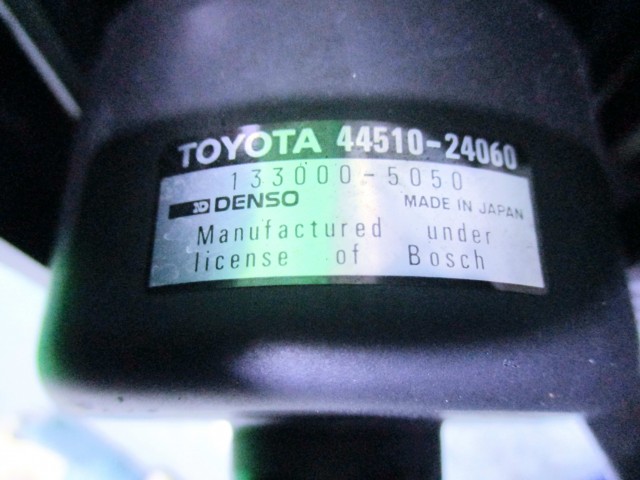 TOYOTA 44510-24060
133000-5050
DENSO MADE IN JAPAN
Manufactured under
license of Bosch